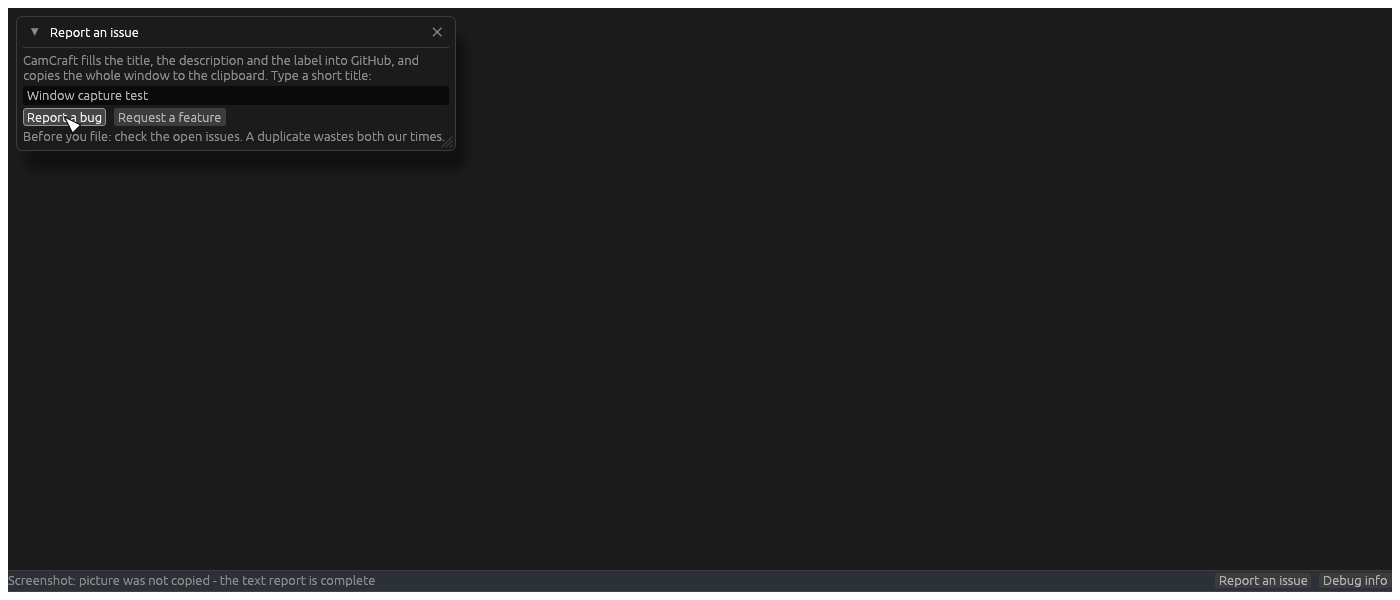 Report an issue
CamCraft fills the title, the description and the label into GitHub, and
copies the whole window to the clipboard. Type a short title:
Window capture test
Report a bug Request a feature
Before you file: check the open issues. A duplicate wastes both our times.
Screenshot: picture was not copied - the text report is complete Report an issue Debug info